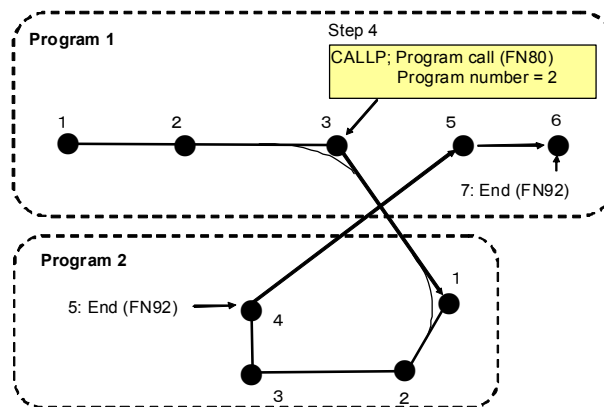 Step 4
Program 1
CALLP; Program call (FN80)
Program number = 2
1
2
3
5
6
7: End (FN92)
Program 2
1
5: End (FN92)
4
3
2